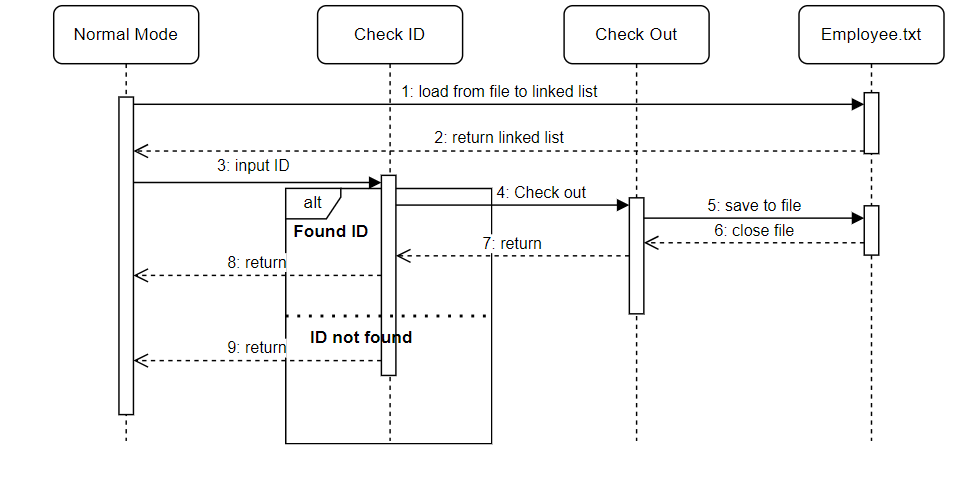 Normal Mode
Check ID
Check Out
Employee.txt
1: load from file to linked list
2: return linked list
3: input ID
alt
4: Check out
5: save to file
Found ID
6: close file
7: return
8: return
ID not found
9: return